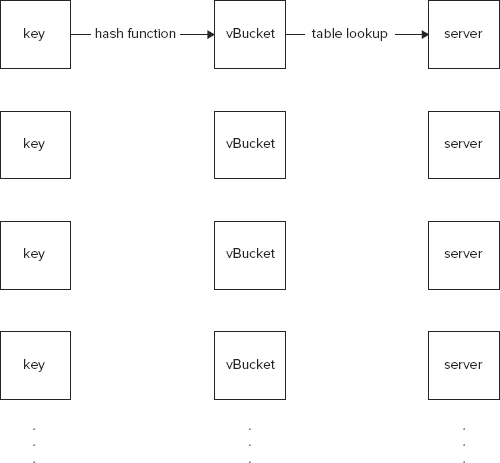 key hash function vBucket table lookup server
key vBucket server
key vBucket server
key vBucket server
. . .
. . .
. . .